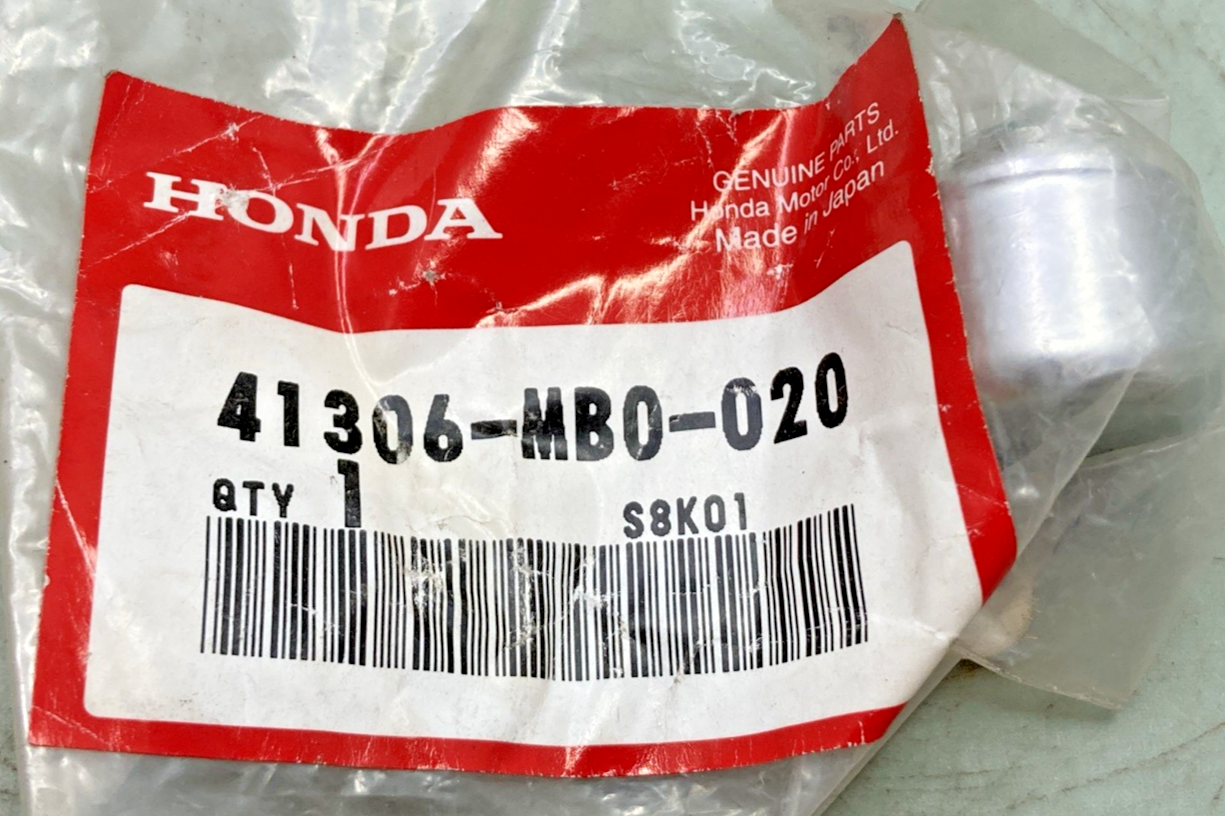 HONDA
GENUINE PARTS
Honda Motor Co., Ltd.
Made in Japan
41306-MB0-020
QTY 1 S8K01